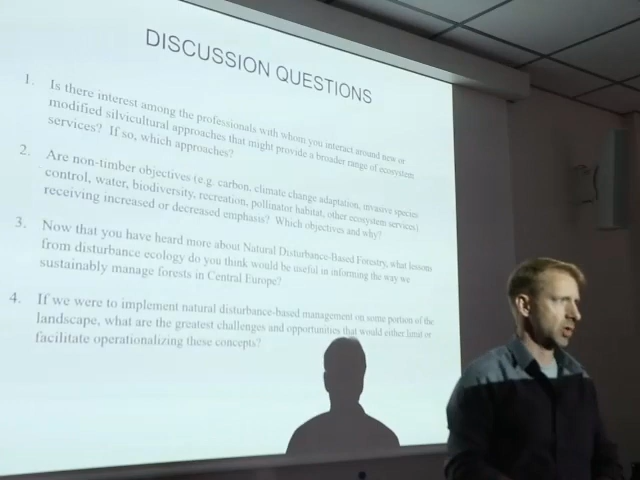 DISCUSSION QUESTIONS
1. Is there interest among the professionals with whom you interact around new or
modified silvicultural approaches that might provide a broader range of ecosystem
services? If so, which approaches?
2. Are non-timber objectives (e.g. carbon, climate change adaptation, invasive species
control, water, biodiversity, recreation, pollinator habitat, other ecosystem services)
receiving increased or decreased emphasis? Which objectives and why?
3. Now that you have heard more about Natural Disturbance-Based Forestry, what lessons
from disturbance ecology do you think would be useful in informing the way we
sustainably manage forests in Central Europe?
4. If we were to implement natural disturbance-based management on some portion of the
landscape, what are the greatest challenges and opportunities that would either limit or
facilitate operationalizing these concepts?